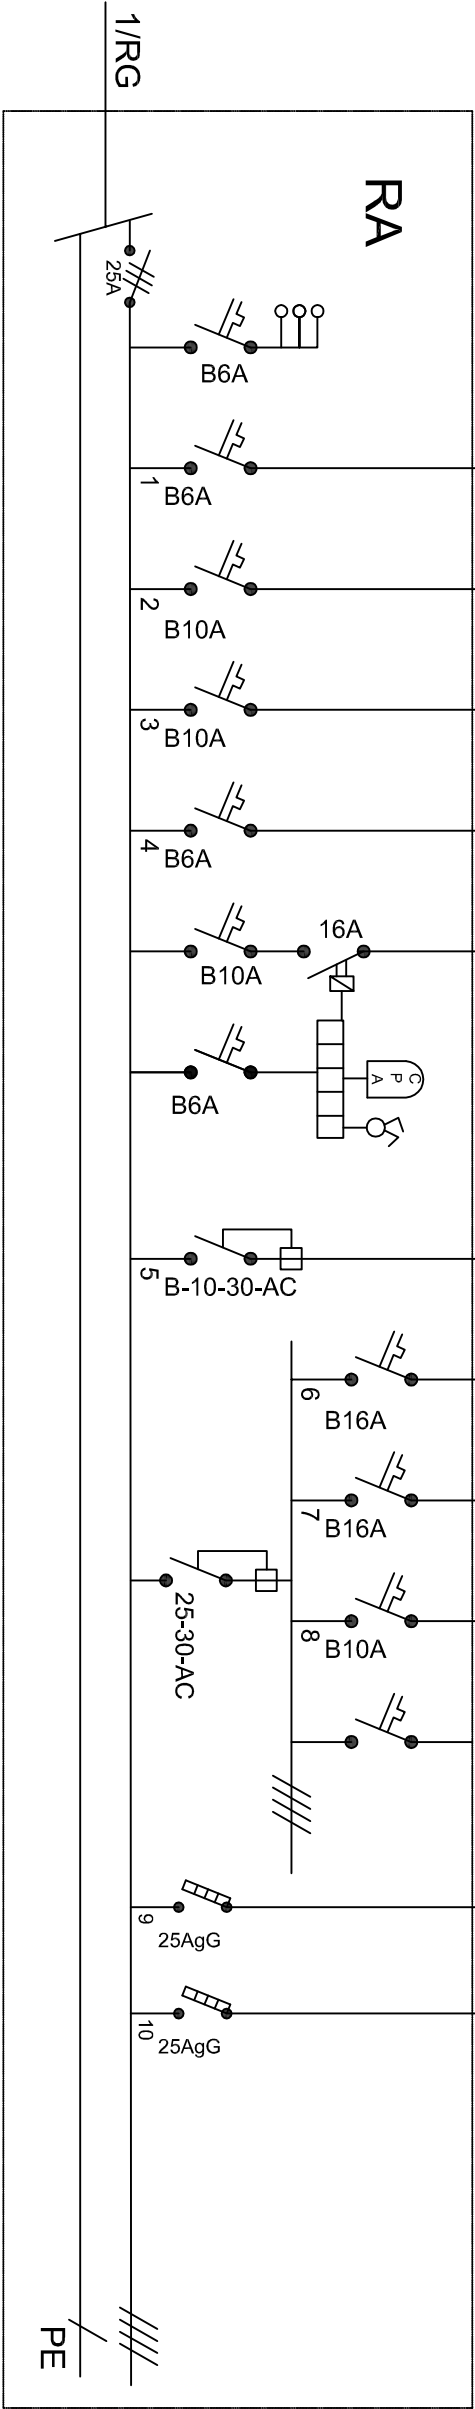 1/RG
RA
25A
B6A
1
B6A
2
B10A
3
B10A
4
B6A
B10A
16A
B6A
CPA
5
B-10-30-AC
6
B16A
7
B16A
25-30-AC
8
B10A
9
25AgG
10
25AgG
PE